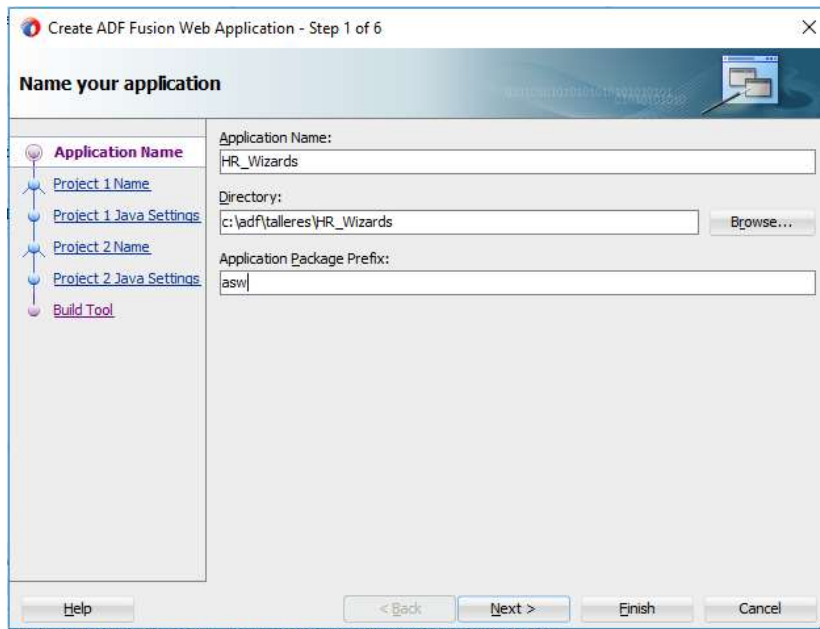 Create ADF Fusion Web Application - Step 1 of 6
Name your application
Application Name
Project 1 Name
Project 1 Java Settings
Project 2 Name
Project 2 Java Settings
Build Tool
Application Name:
HR_Wizards
Directory:
c:\adf\talleres\HR_Wizards
Browse...
Application Package Prefix:
asw
Help
< Back
Next >
Finish
Cancel